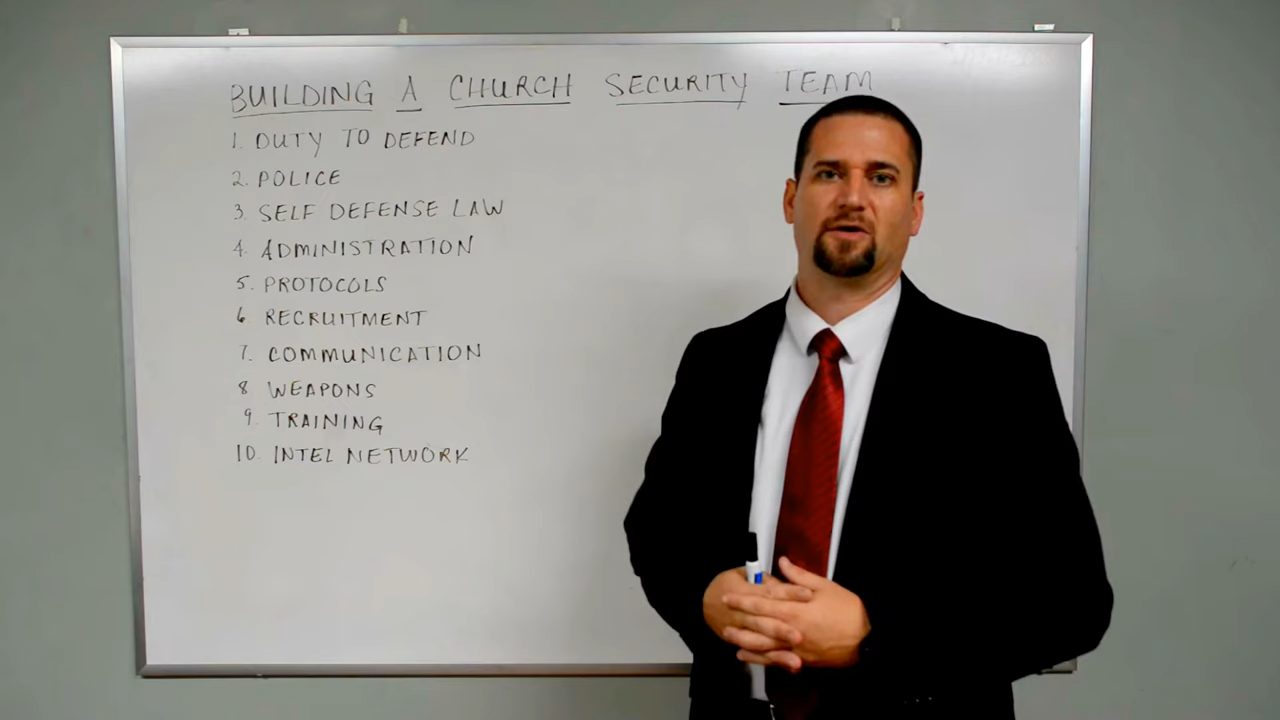 BUILDING A CHURCH SECURITY TEAM
1. DUTY TO DEFEND
2. POLICE
3. SELF DEFENSE LAW
4. ADMINISTRATION
5. PROTOCOLS
6 RECRUITMENT
7. COMMUNICATION
8 WEAPONS
9. TRAINING
10. INTEL NETWORK